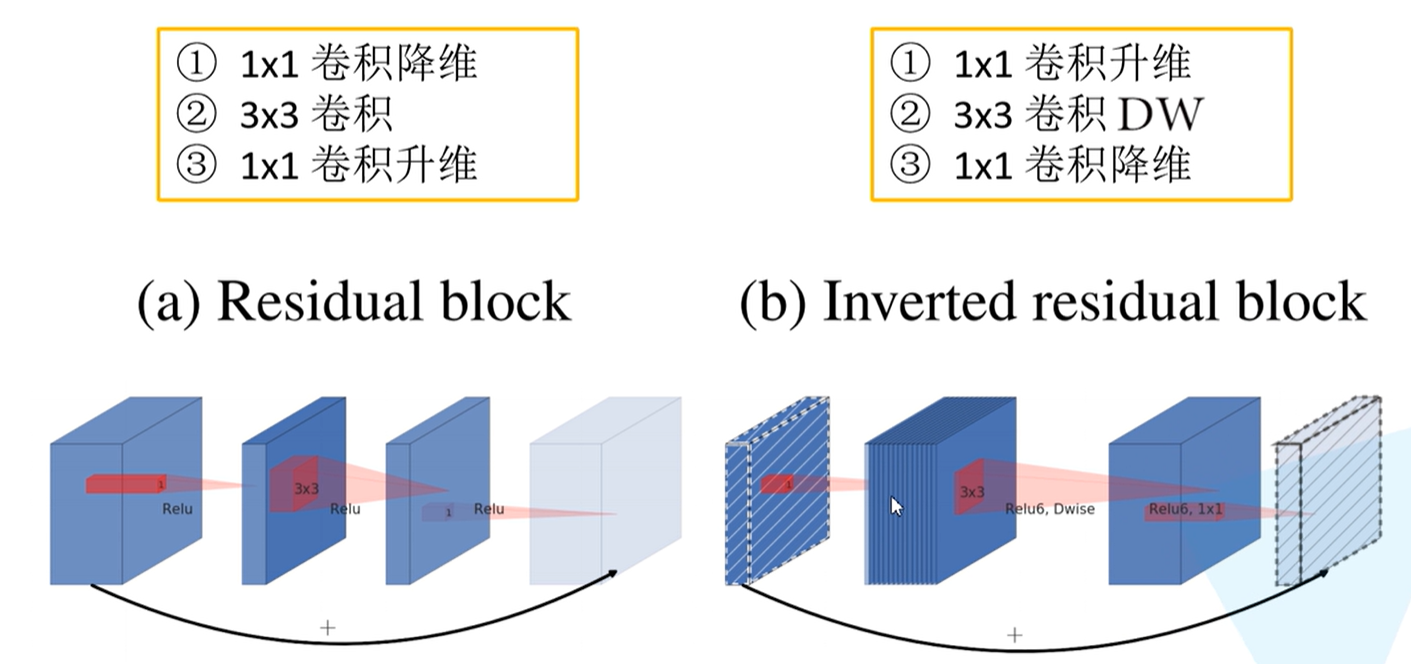 ① 1x1 卷积降维
② 3x3 卷积
③ 1x1 卷积升维
① 1x1 卷积升维
② 3x3 卷积 DW
③ 1x1 卷积降维
(a) Residual block
(b) Inverted residual block
1
Relu
3x3
Relu
1
Relu
+
1
3x3
Relu6, Dwise
Relu6, 1x1
+